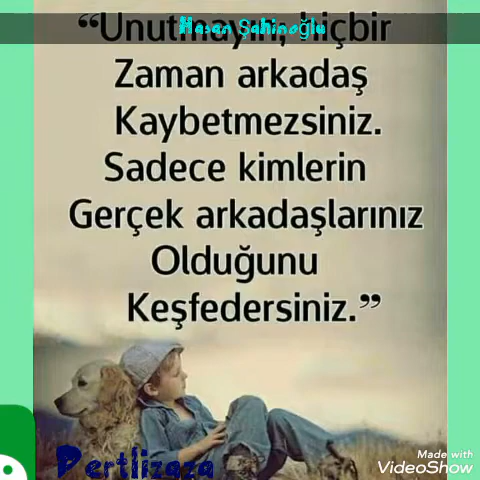 “Unutmayın, hiçbir
Hasan Şahinoğlu
Zaman arkadaş
Kaybetmezsiniz.
Sadece kimlerin
Gerçek arkadaşlarınız
Olduğunu
Keşfedersiniz.”
Pertlizaza
Made with
VideoShow